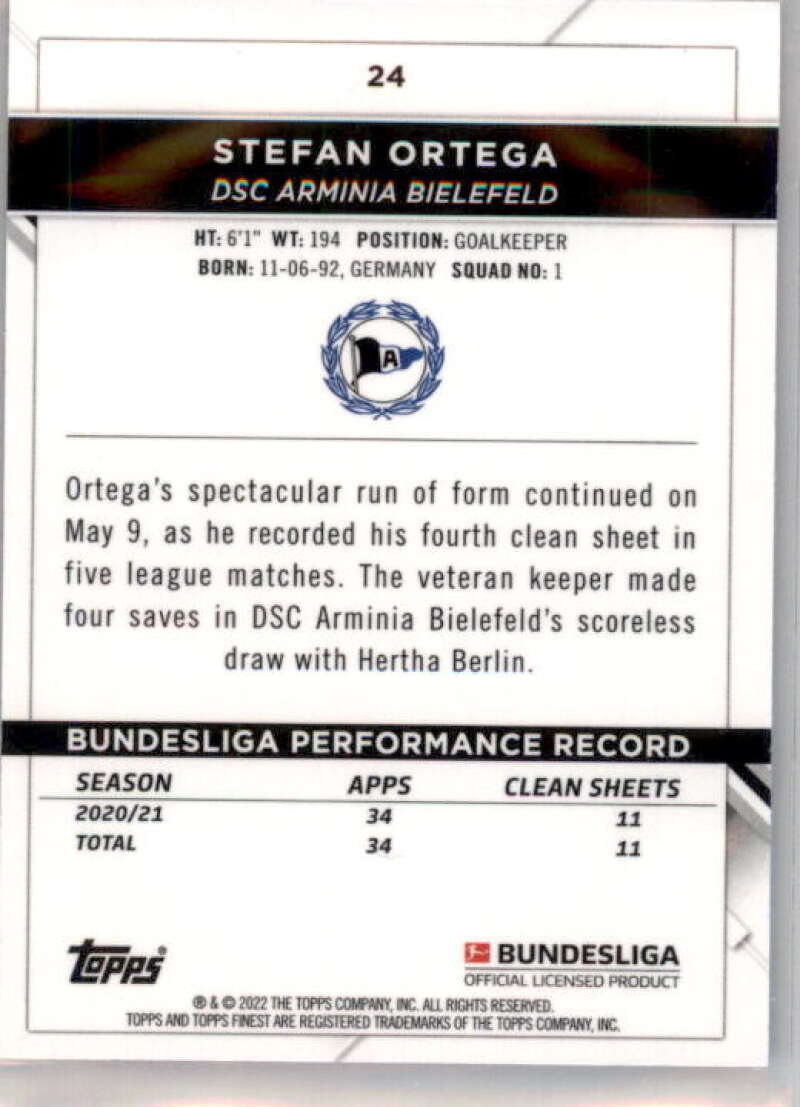 24
STEFAN ORTEGA
DSC ARMINIA BIELEFELD
HT: 6'1" WT: 194 POSITION: GOALKEEPER
BORN: 11-06-92, GERMANY SQUAD NO: 1
A
Ortega's spectacular run of form continued on
May 9, as he recorded his fourth clean sheet in
five league matches. The veteran keeper made
four saves in DSC Arminia Bielefeld's scoreless
draw with Hertha Berlin.
BUNDESLIGA PERFORMANCE RECORD
SEASON APPS CLEAN SHEETS
2020/21 34 11
TOTAL 34 11
topps®
BUNDESLIGA
OFFICIAL LICENSED PRODUCT
® & © 2022 THE TOPPS COMPANY, INC. ALL RIGHTS RESERVED.
TOPPS AND TOPPS FINEST ARE REGISTERED TRADEMARKS OF THE TOPPS COMPANY, INC.